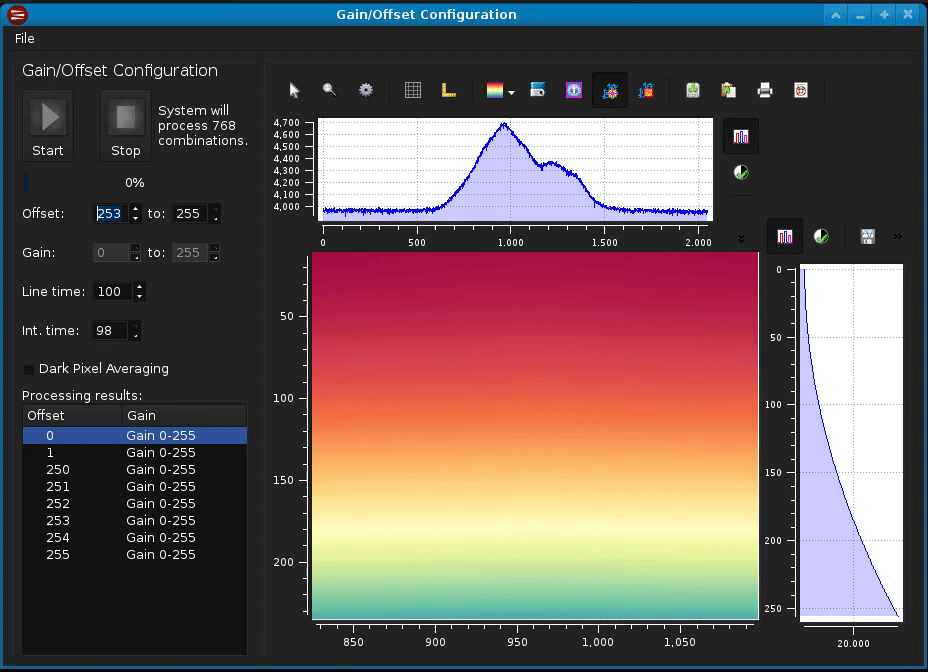 Gain/Offset Configuration
File
Gain/Offset Configuration
Start
Stop
System will
process 768
combinations.
0%
Offset: 253 to: 255
Gain: 0 to: 255
Line time: 100
Int. time: 98
Dark Pixel Averaging
Processing results:
Offset Gain
0 Gain 0-255
1 Gain 0-255
250 Gain 0-255
251 Gain 0-255
252 Gain 0-255
253 Gain 0-255
254 Gain 0-255
255 Gain 0-255
4,700
4,600
4,500
4,400
4,300
4,200
4,100
4,000
0 500 1.000 1.500 2.000
50
100
150
200
850 900 950 1,000 1,050
0
50
100
150
200
250
20.000